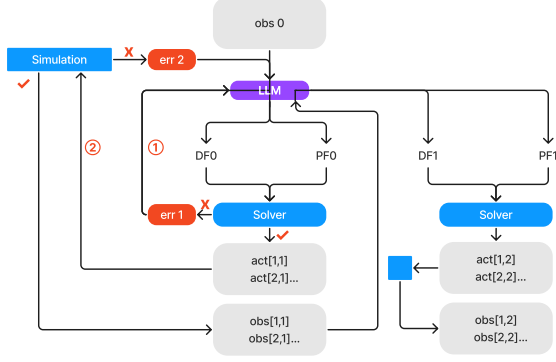 obs 0
Simulation
X
err 2
LLM
②
①
DF0
PF0
DF1
PF1
err 1
X
Solver
Solver
act[1,1]
act[2,1]...
act[1,2]
act[2,2]...
obs[1,1]
obs[2,1]...
obs[1,2]
obs[2,2]...